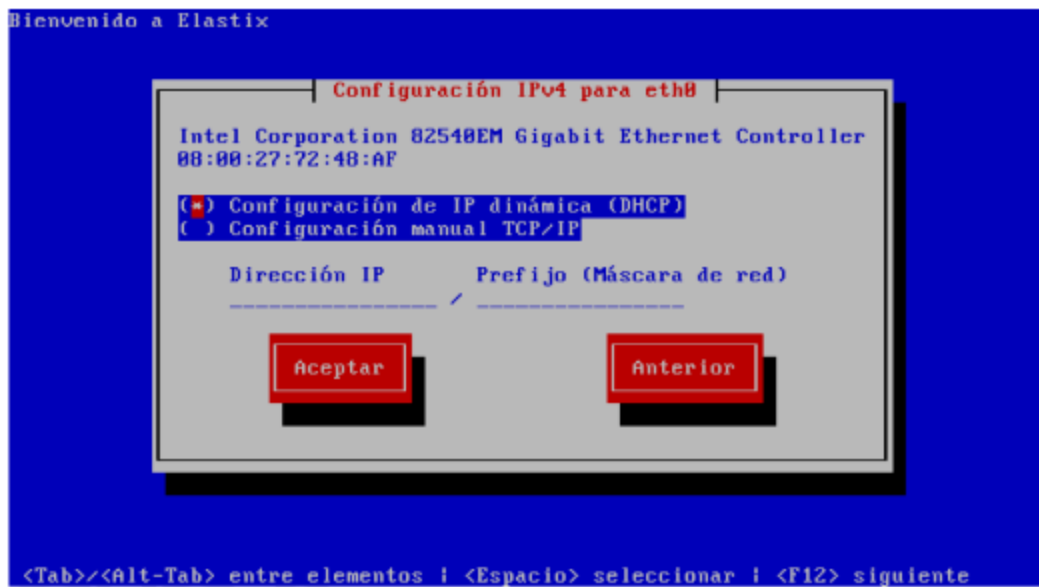 Bienvenido a Elastix
Configuración IPv4 para eth0
Intel Corporation 82540EM Gigabit Ethernet Controller
08:00:27:72:48:AF
(*) Configuración de IP dinámica (DHCP)
( ) Configuración manual TCP/IP
Dirección IP Prefijo (Máscara de red)
________________ / ________________
Aceptar Anterior
<Tab>/<Alt-Tab> entre elementos | <Espacio> seleccionar | <F12> siguiente